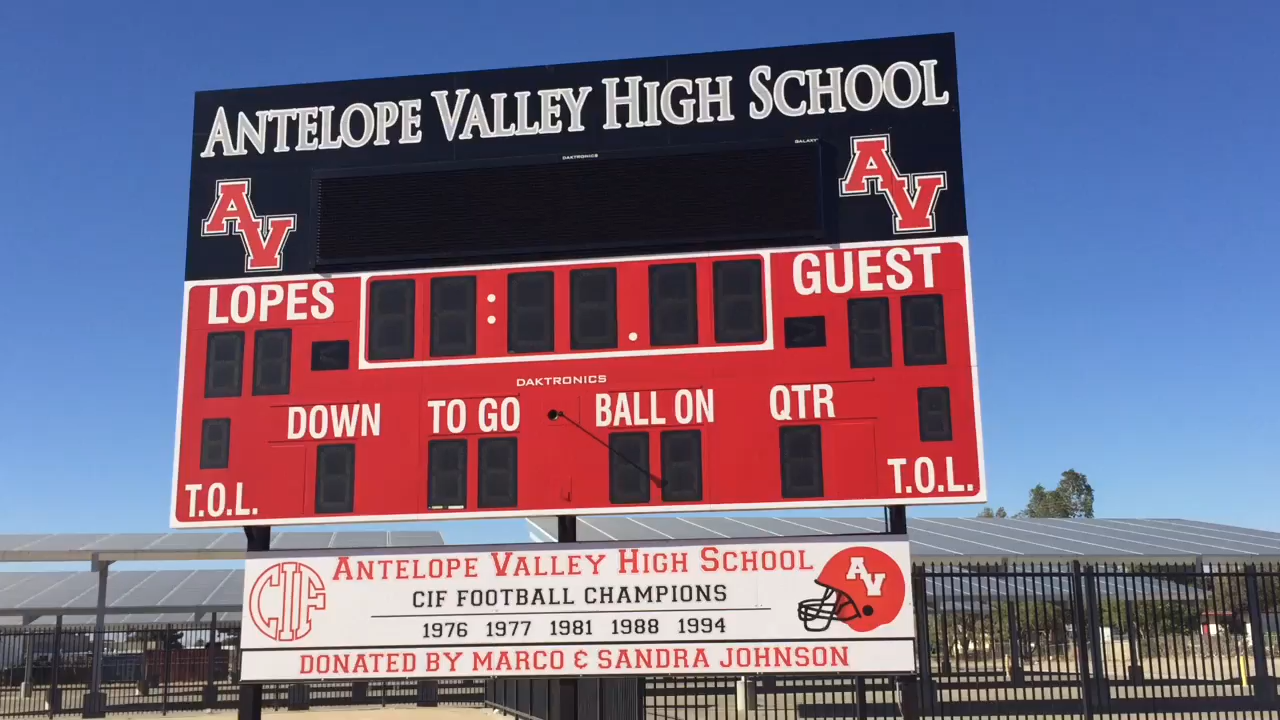 ANTELOPE VALLEY HIGH SCHOOL
DAKTRONICS
GALAXY
AV
AV
LOPES
GUEST
DAKTRONICS
DOWN TO GO BALL ON QTR
T.O.L.
T.O.L.
CIF
ANTELOPE VALLEY HIGH SCHOOL
CIF FOOTBALL CHAMPIONS
1976 1977 1981 1988 1994
AV
DONATED BY MARCO & SANDRA JOHNSON